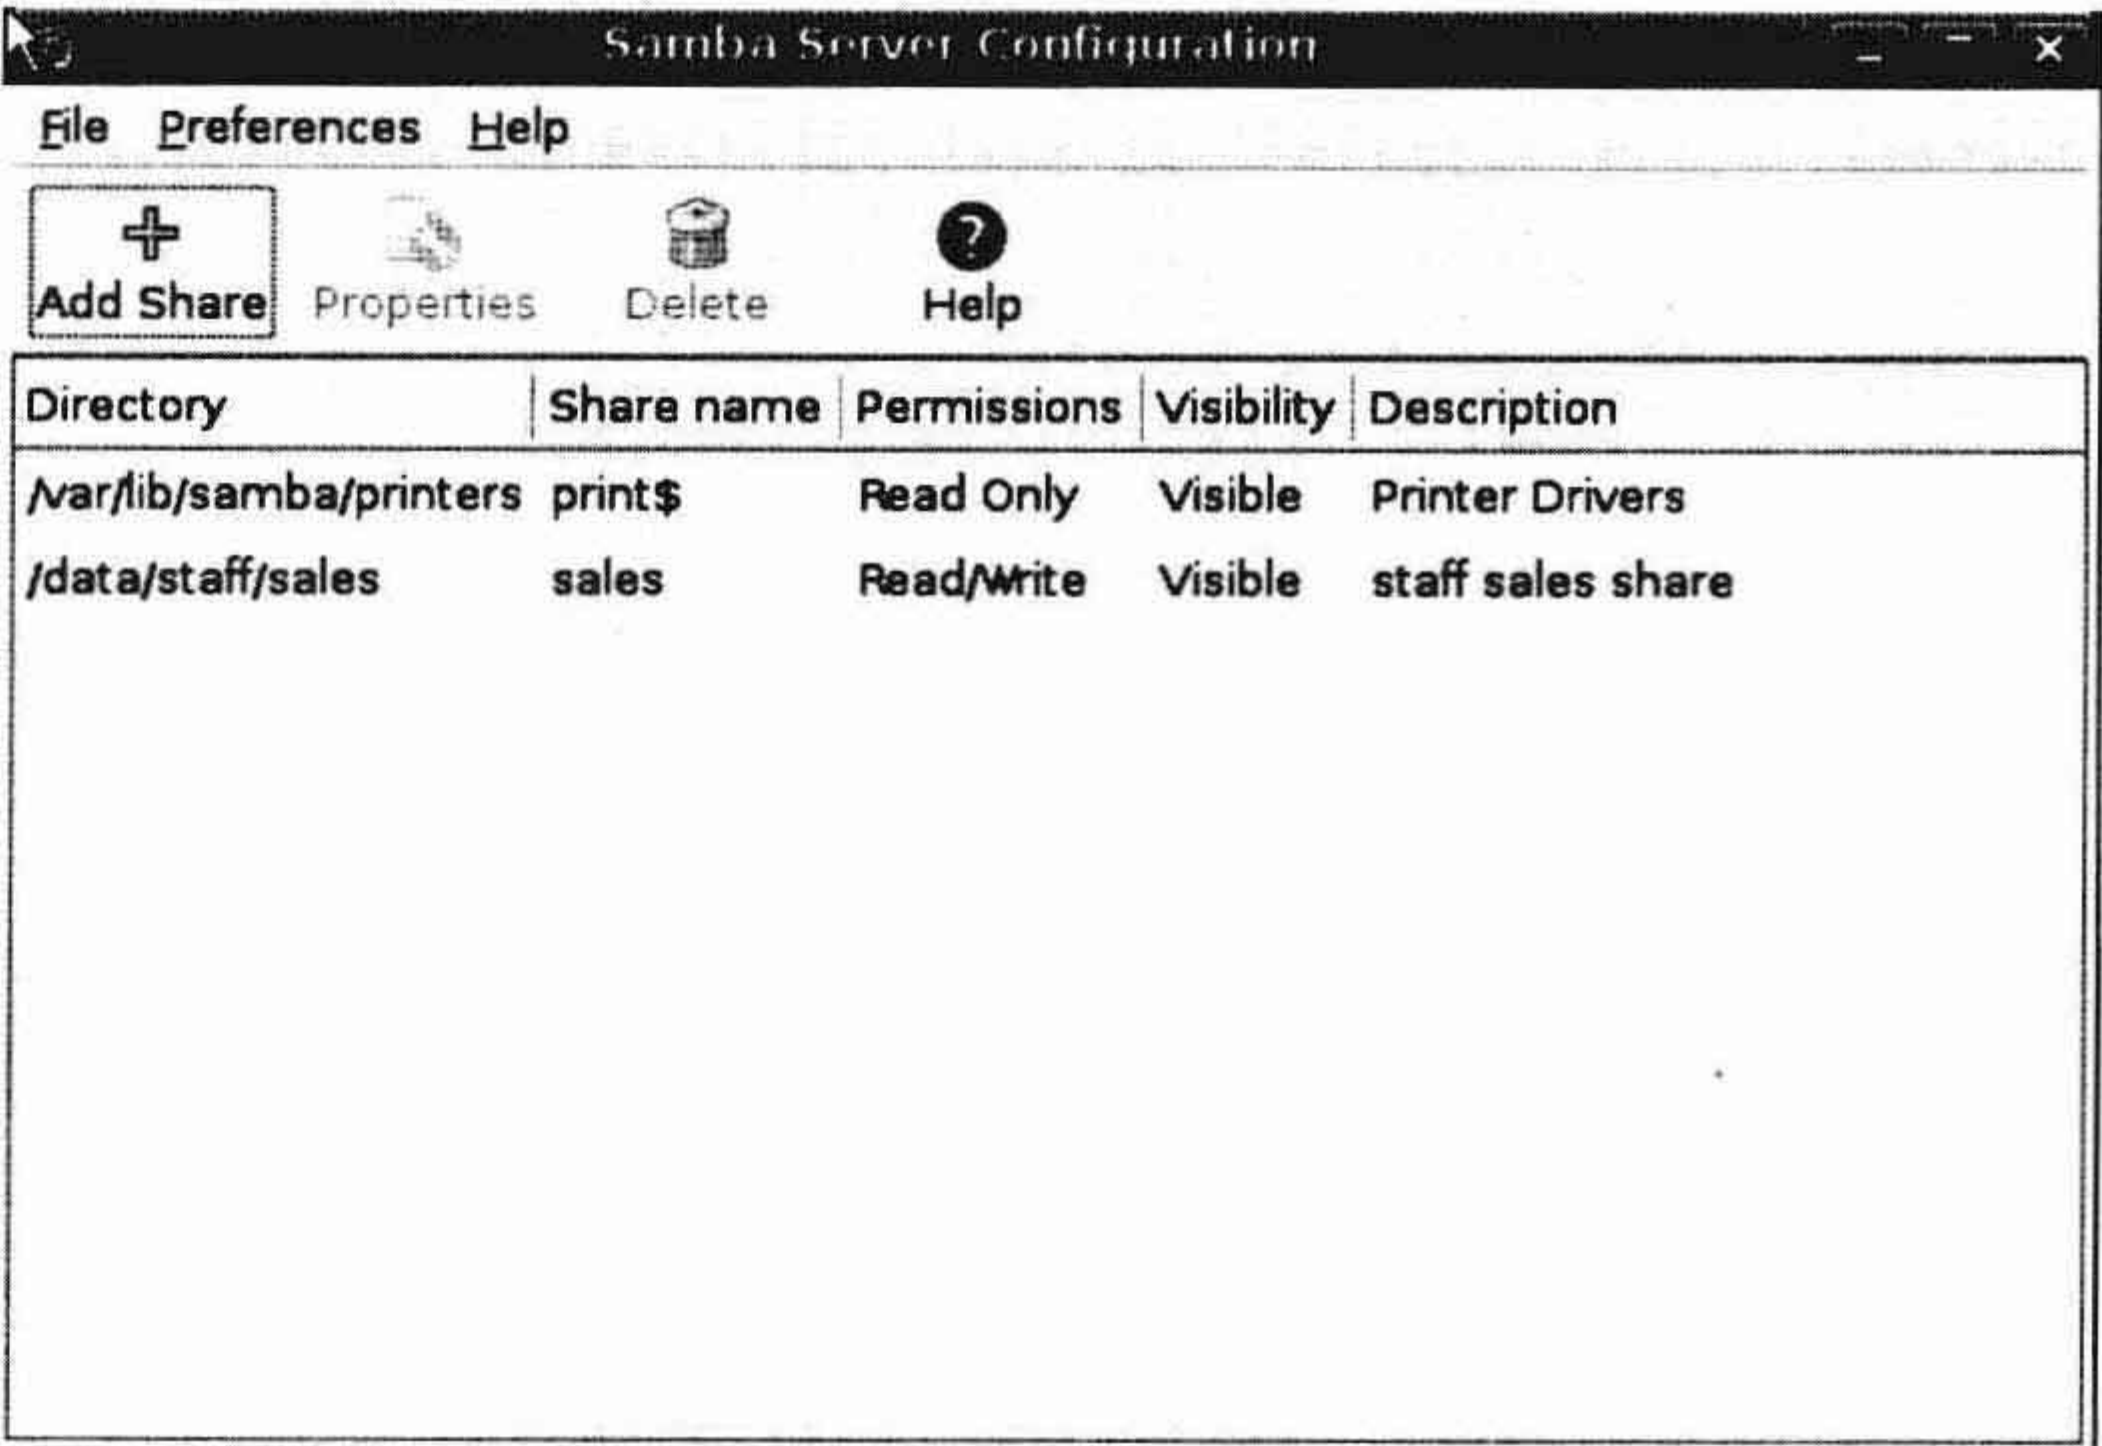 Samba Server Configuration
File Preferences Help
Add Share Properties Delete Help
Directory Share name Permissions Visibility Description
/var/lib/samba/printers print$ Read Only Visible Printer Drivers
/data/staff/sales sales Read/Write Visible staff sales share